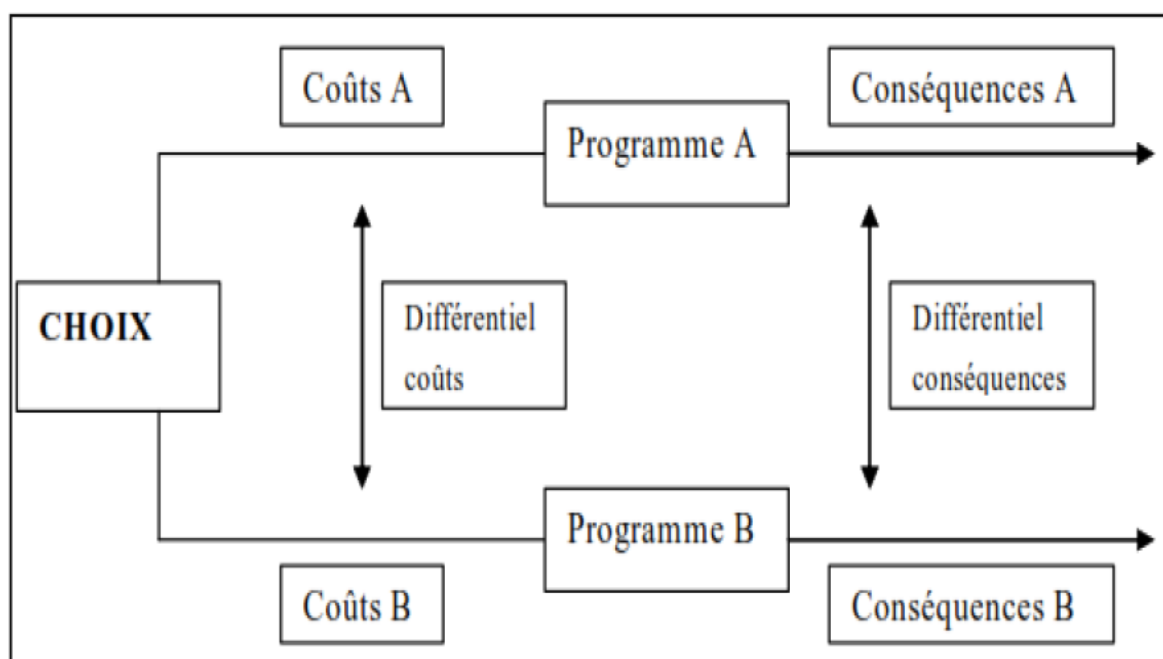 Coûts A
Conséquences A
Programme A
CHOIX
Différentiel
coûts
Différentiel
conséquences
Programme B
Coûts B
Conséquences B